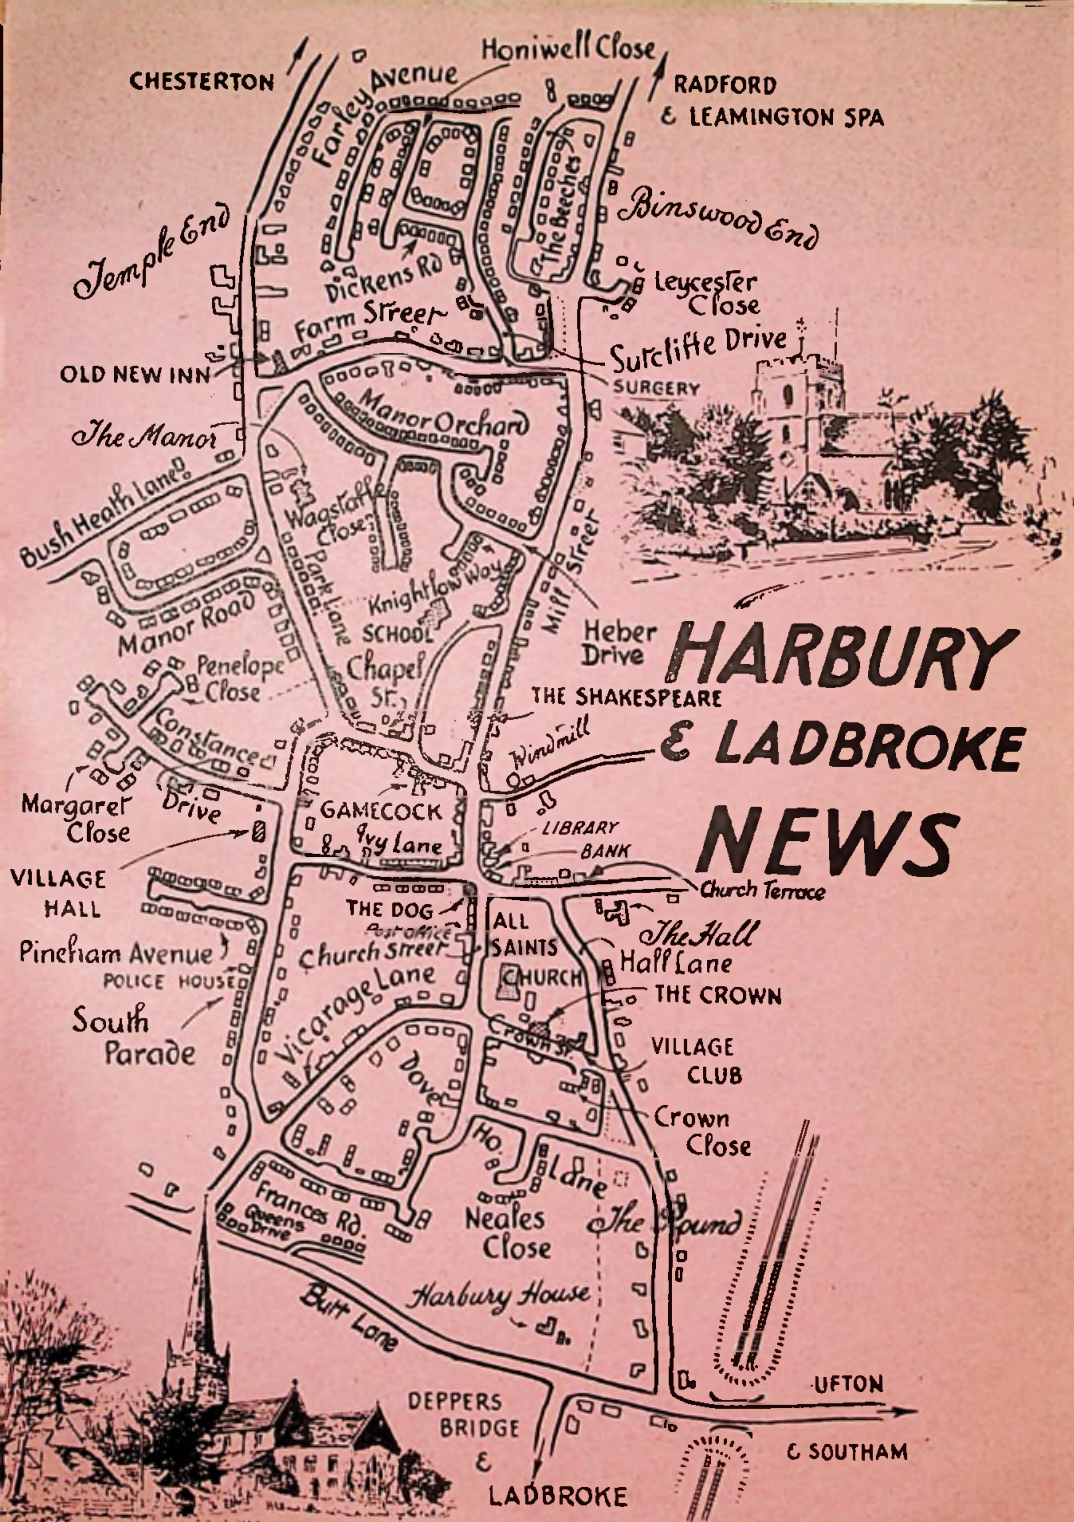 Honiwell Close
CHESTERTON
Farley Avenue
RADFORD
& LEAMINGTON SPA
The Beeches
Binswood End
Temple End
Dickens Rd
Leycester
Close
Farm Street
Sutcliffe Drive
OLD NEW INN
SURGERY
The Manor
Manor Orchard
Bush Heath Lane
Wagstaffe
Close
Park Lane
Knightlow Way
Mill Street
Manor Road
SCHOOL
Heber
Drive
HARBURY
Penelope
Close
Chapel
St.
THE SHAKESPEARE
Constance
Drive
Windmill
& LADBROKE
Margaret
Close
GAMECOCK
Ivy Lane
LIBRARY
BANK
NEWS
VILLAGE
HALL
Church Terrace
THE DOG
Post office
ALL
SAINTS
CHURCH
The Hall
Pineham Avenue
Church Street
Hall Lane
POLICE HOUSE
Vicarage Lane
THE CROWN
South
Parade
Crown St.
VILLAGE
CLUB
Dove
Ho.
Lane
Crown
Close
Frances Rd.
Queens
Drive
Neales
Close
The Pound
Harbury House
Butt Lane
DEPPERS
BRIDGE
&
LADBROKE
UFTON
& SOUTHAM